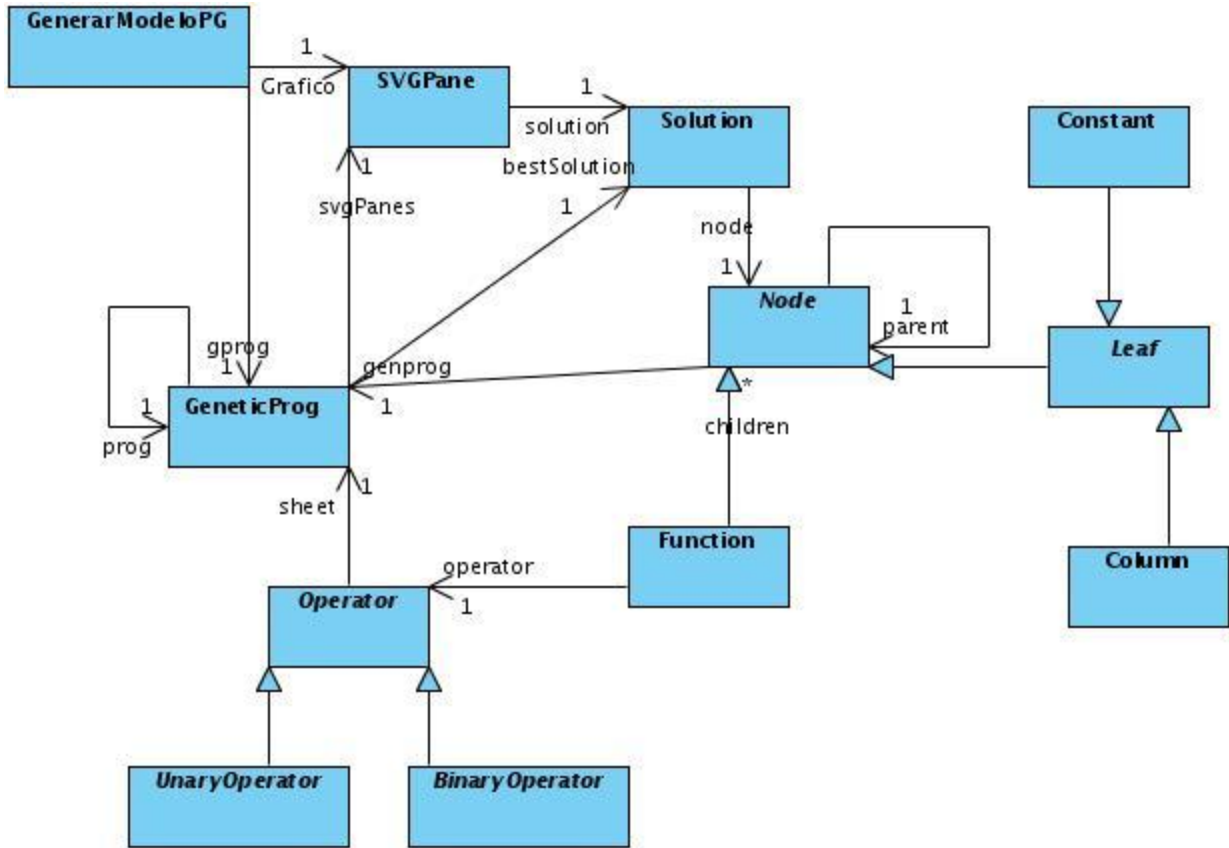 GenerarModeloPG
1
Grafico
SVGPane
1
solution
Solution
Constant
1
svgPanes
bestSolution
1
node
1
Node
1
parent
Leaf
gprog
1
genprog
1
GeneticProg
1
prog
*
children
sheet
1
Function
Column
operator
1
Operator
UnaryOperator
BinaryOperator